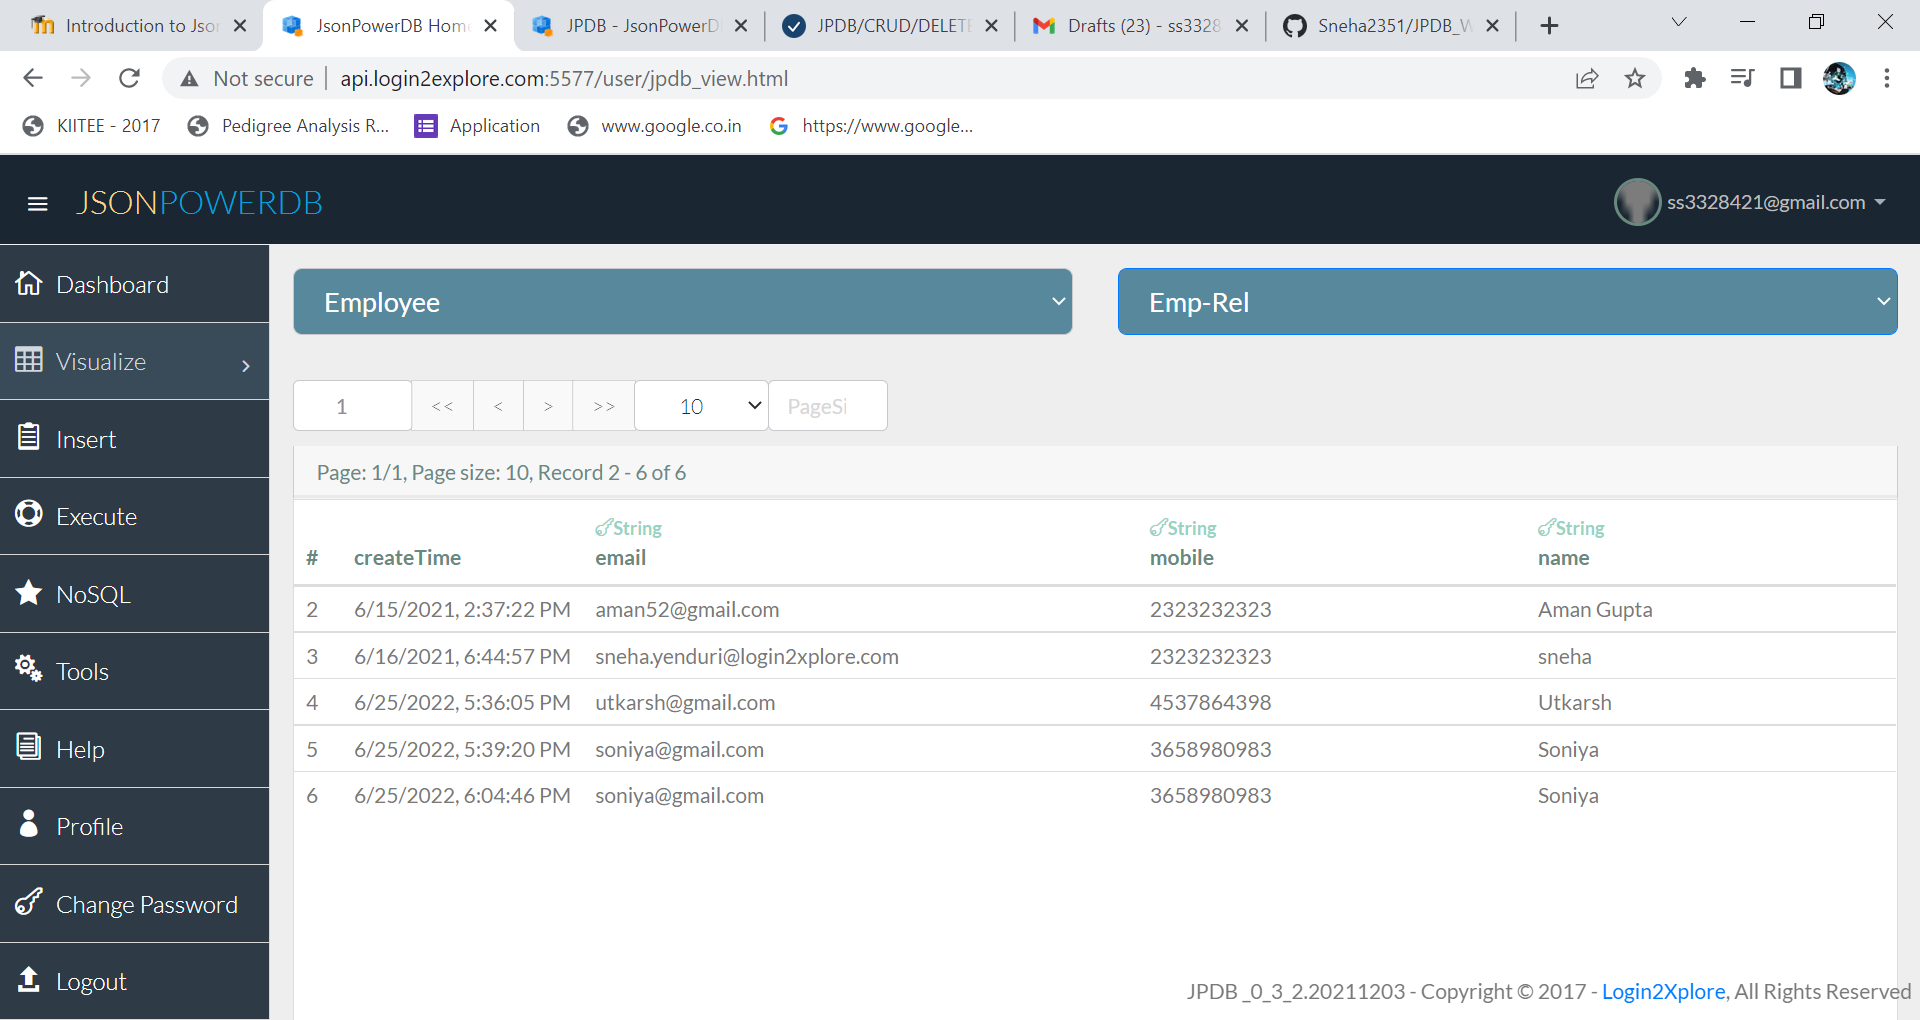 Introduction to Json
JsonPowerDB Home
JPDB - JsonPowerD
JPDB/CRUD/DELETE
Drafts (23) - ss3328
Sneha2351/JPDB_W
Not secure
api.login2explore.com:5577/user/jpdb_view.html
KIITEE - 2017
Pedigree Analysis R...
Application
www.google.co.in
https://www.google...
JSONPOWERDB
ss3328421@gmail.com
Dashboard
Visualize
Insert
Execute
NoSQL
Tools
Help
Profile
Change Password
Logout
Employee
Emp-Rel
1 << < > >> 10 PageSi
Page: 1/1, Page size: 10, Record 2 - 6 of 6
String String String
# createTime email mobile name
2 6/15/2021, 2:37:22 PM aman52@gmail.com 2323232323 Aman Gupta
3 6/16/2021, 6:44:57 PM sneha.yenduri@login2xplore.com 2323232323 sneha
4 6/25/2022, 5:36:05 PM utkarsh@gmail.com 4537864398 Utkarsh
5 6/25/2022, 5:39:20 PM soniya@gmail.com 3658980983 Soniya
6 6/25/2022, 6:04:46 PM soniya@gmail.com 3658980983 Soniya
JPDB _0_3_2.20211203 - Copyright © 2017 - Login2Xplore, All Rights Reserved